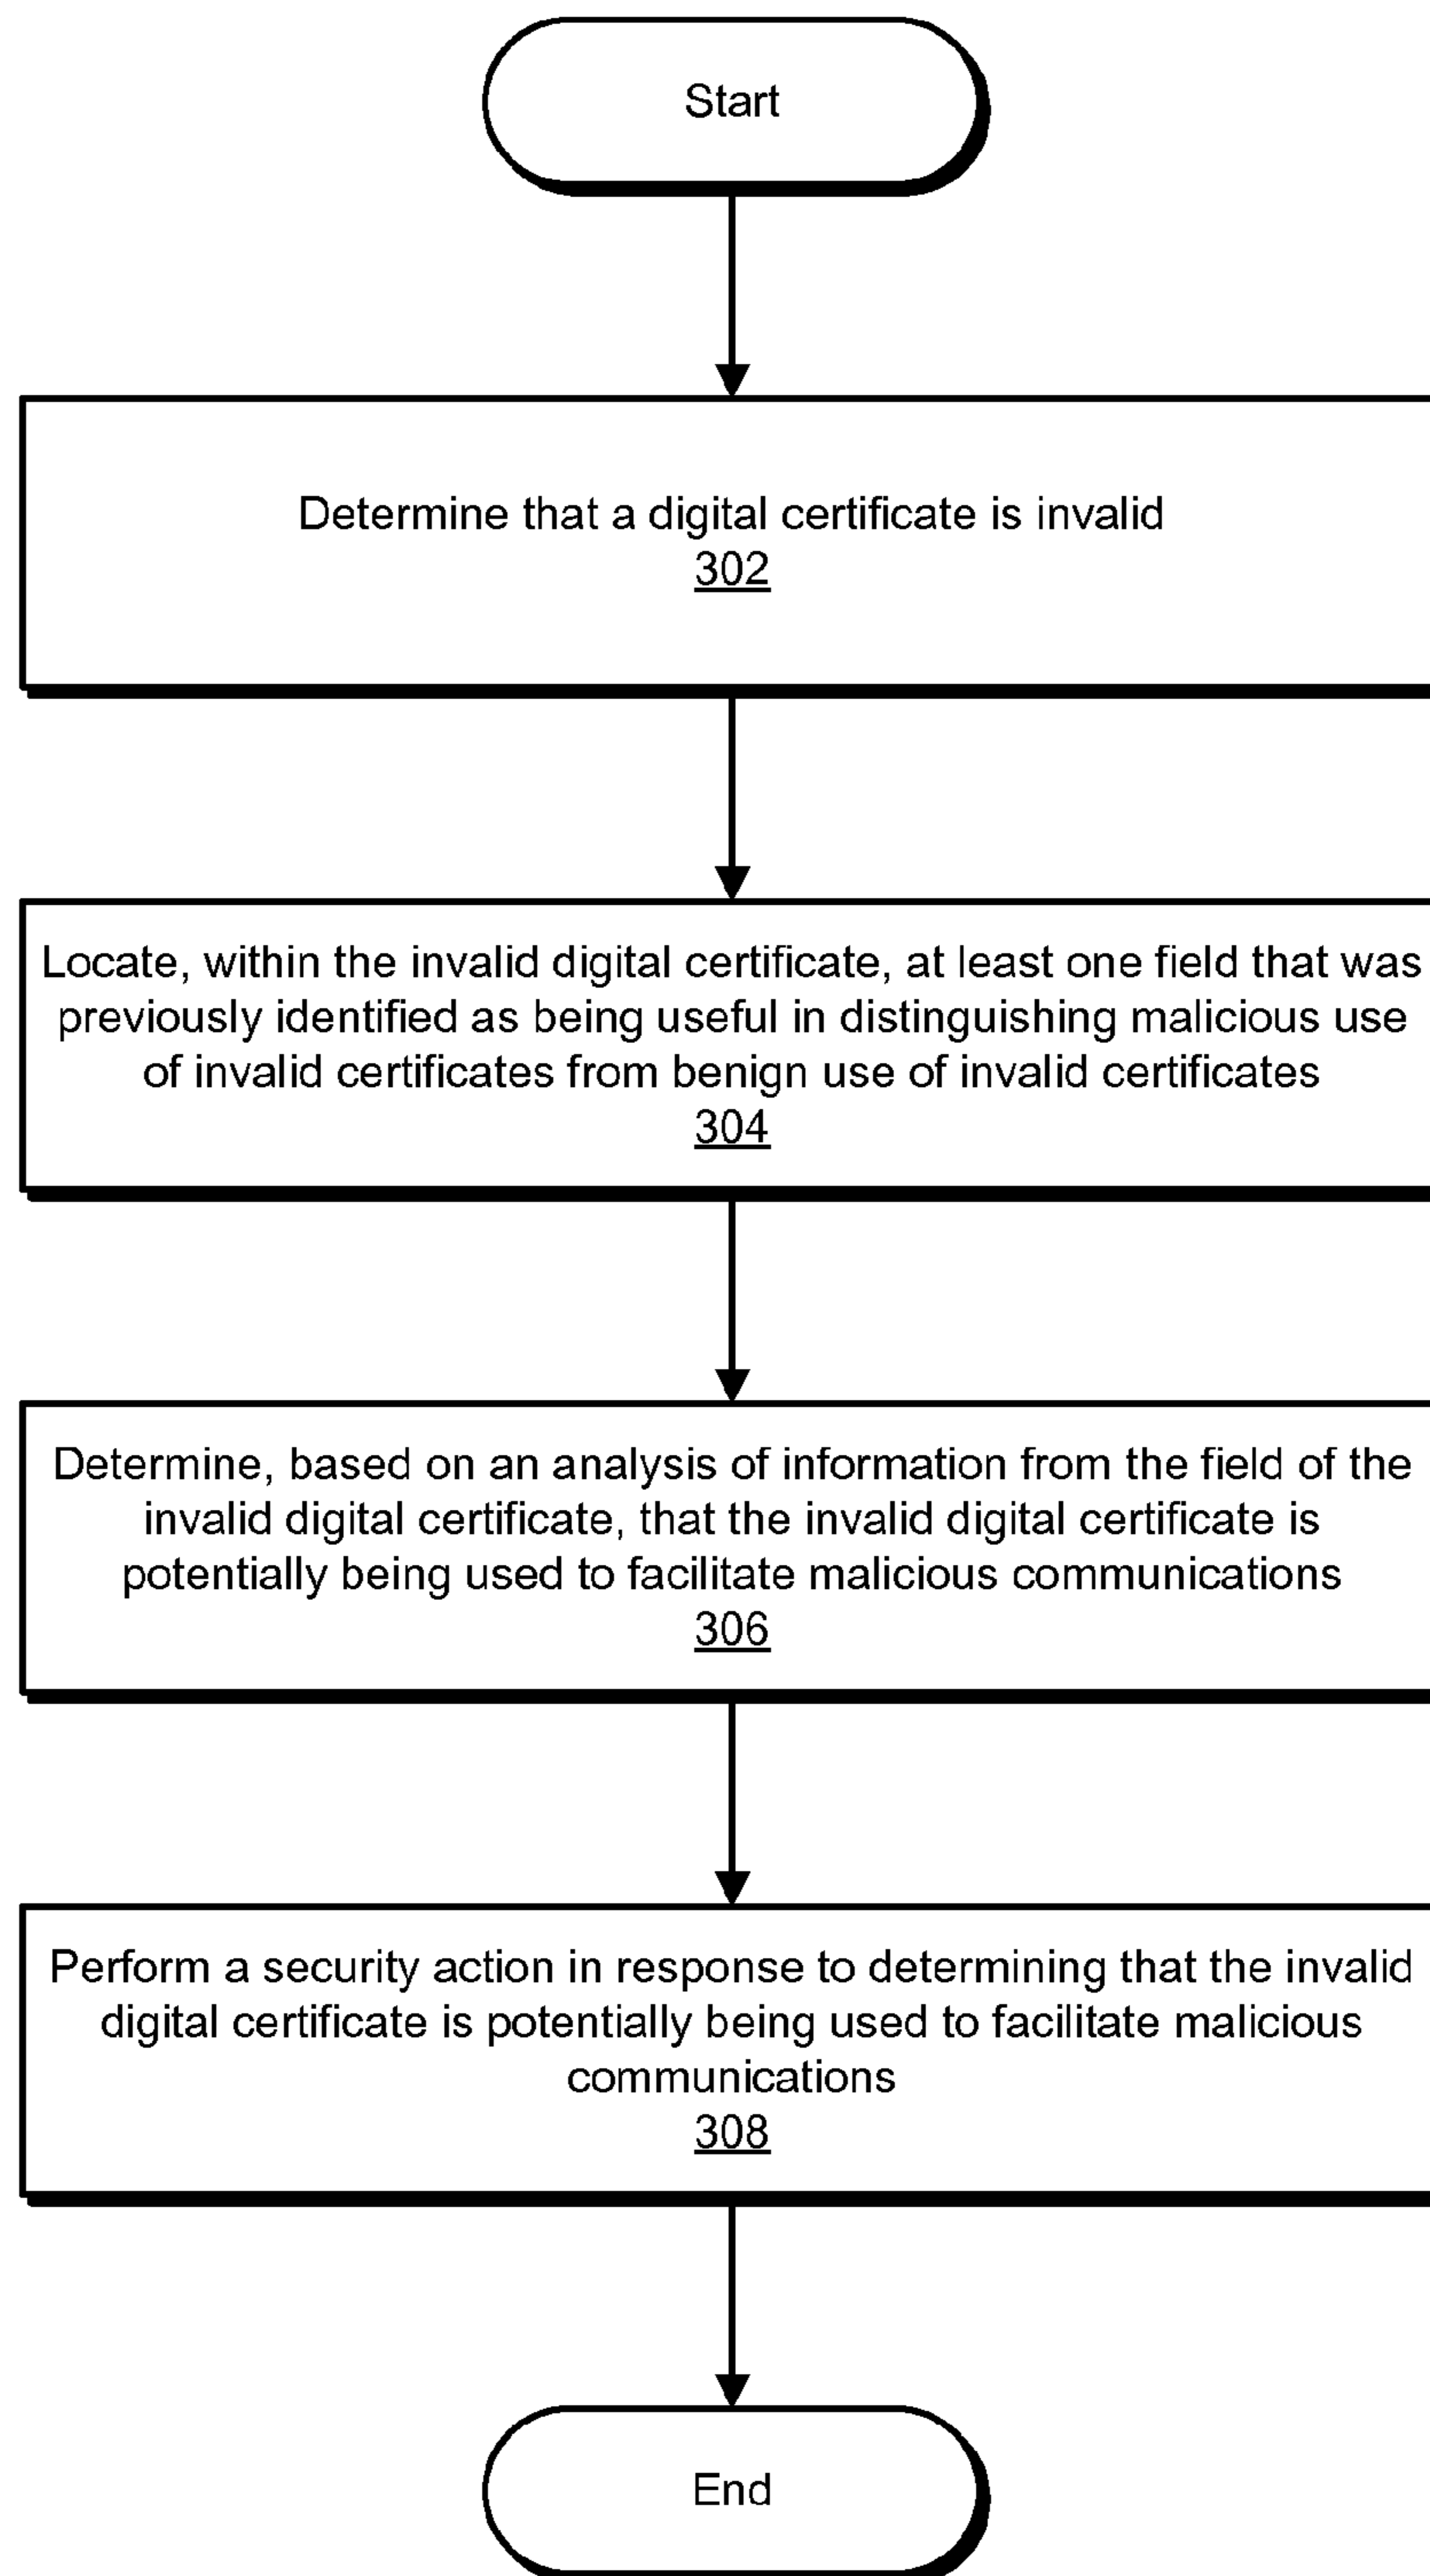 Start
Determine that a digital certificate is invalid
302
Locate, within the invalid digital certificate, at least one field that was
previously identified as being useful in distinguishing malicious use
of invalid certificates from benign use of invalid certificates
304
Determine, based on an analysis of information from the field of the
invalid digital certificate, that the invalid digital certificate is
potentially being used to facilitate malicious communications
306
Perform a security action in response to determining that the invalid
digital certificate is potentially being used to facilitate malicious
communications
308
End